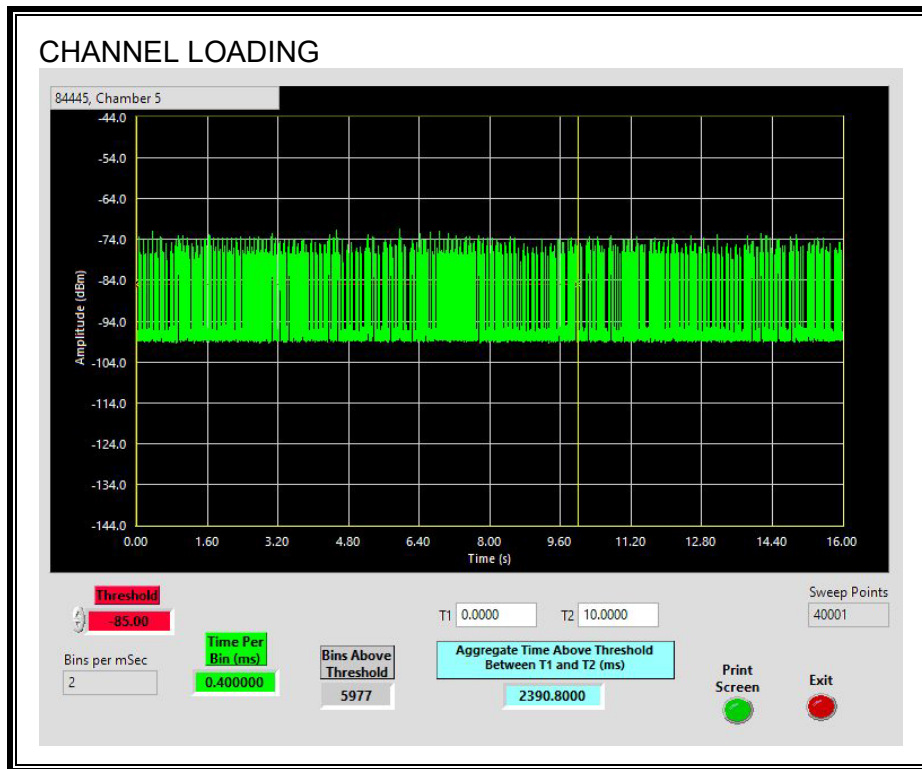 CHANNEL LOADING
84445, Chamber 5
-44.0
-54.0
-64.0
-74.0
-84.0
-94.0
-104.0
-114.0
-124.0
-134.0
-144.0
Amplitude (dBm)
0.00 1.60 3.20 4.80 6.40 8.00 9.60 11.20 12.80 14.40 16.00
Time (s)
Threshold
-85.00
Bins per mSec
2
Time Per
Bin (ms)
0.400000
Bins Above
Threshold
5977
T1 0.0000 T2 10.0000
Aggregate Time Above Threshold
Between T1 and T2 (ms)
2390.8000
Sweep Points
40001
Print
Screen
Exit